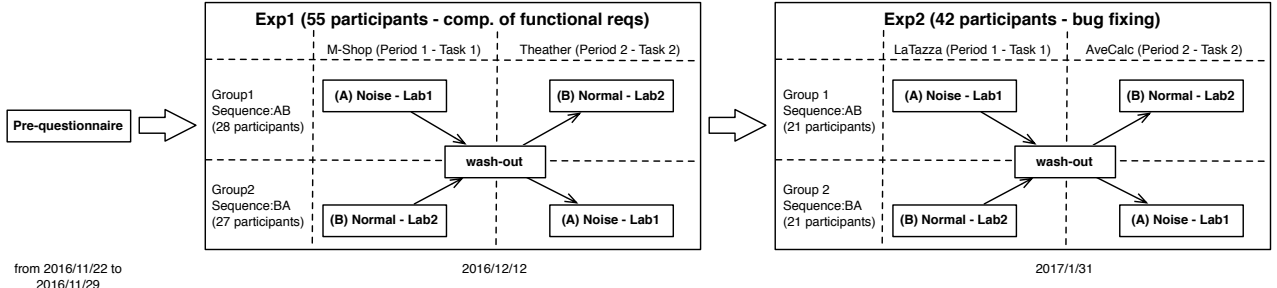 Pre-questionnaire
from 2016/11/22 to
2016/11/29
Exp1 (55 participants - comp. of functional reqs)
M-Shop (Period 1 - Task 1)
Theather (Period 2 - Task 2)
Group1
Sequence:AB
(28 participants)
(A) Noise - Lab1
(B) Normal - Lab2
wash-out
Group2
Sequence:BA
(27 participants)
(B) Normal - Lab2
(A) Noise - Lab1
2016/12/12
Exp2 (42 participants - bug fixing)
LaTazza (Period 1 - Task 1)
AveCalc (Period 2 - Task 2)
Group 1
Sequence:AB
(21 participants)
(A) Noise - Lab1
(B) Normal - Lab2
wash-out
Group 2
Sequence:BA
(21 participants)
(B) Normal - Lab2
(A) Noise - Lab1
2017/1/31